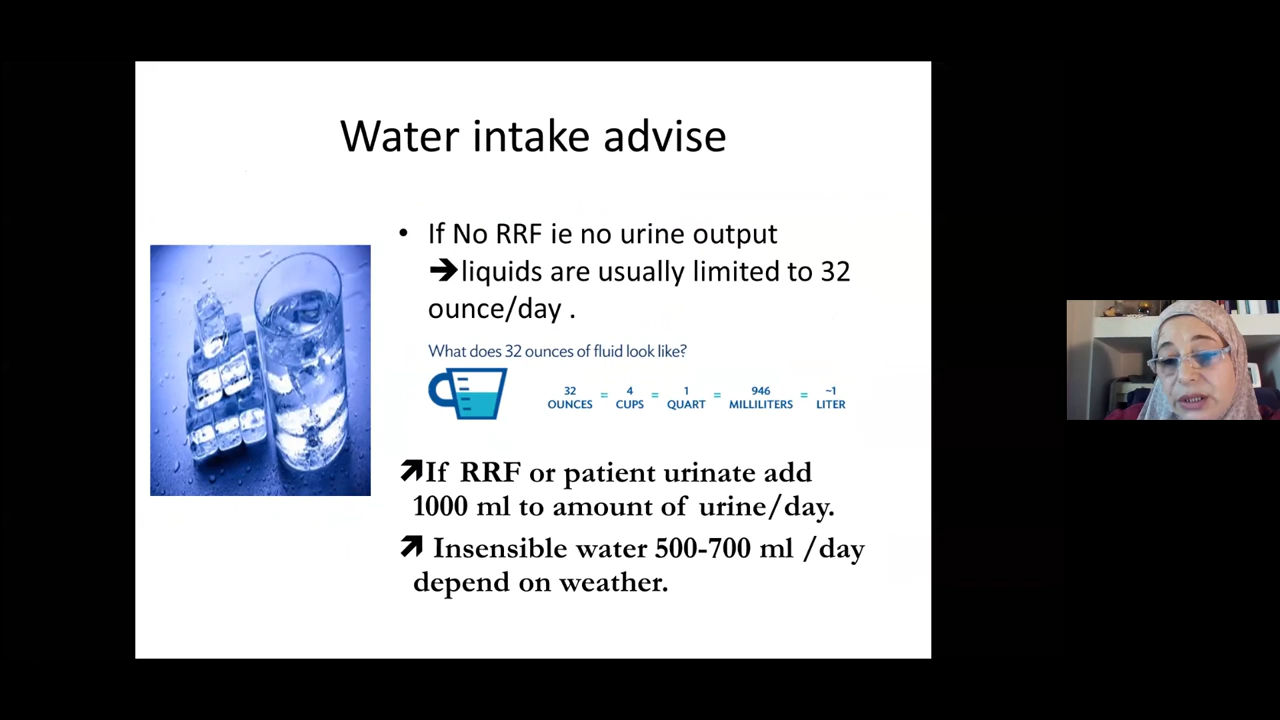 Water intake advise
• If No RRF ie no urine output
➔liquids are usually limited to 32
ounce/day .
What does 32 ounces of fluid look like?
32 = 4 = 1 = 946 = ~1
OUNCES CUPS QUART MILLILITERS LITER
If RRF or patient urinate add
1000 ml to amount of urine/day.
Insensible water 500-700 ml /day
depend on weather.